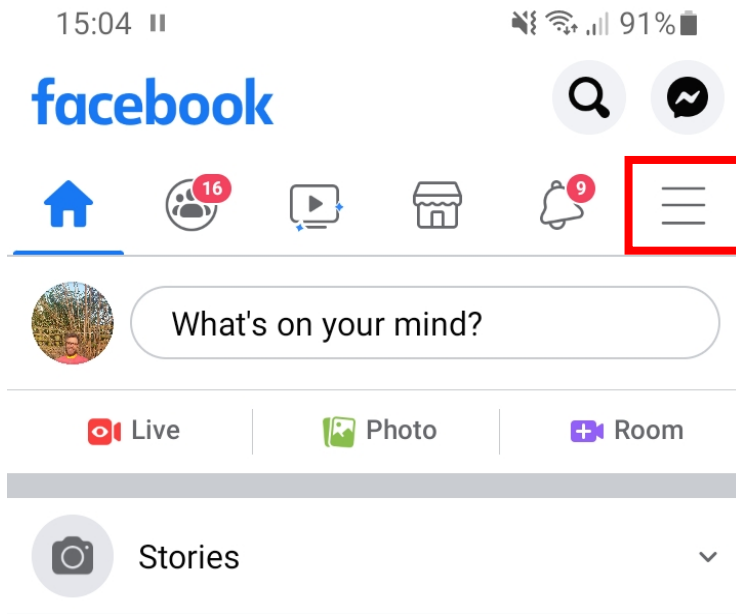 15:04 91%
facebook
16 9
What's on your mind?
Live Photo Room
Stories